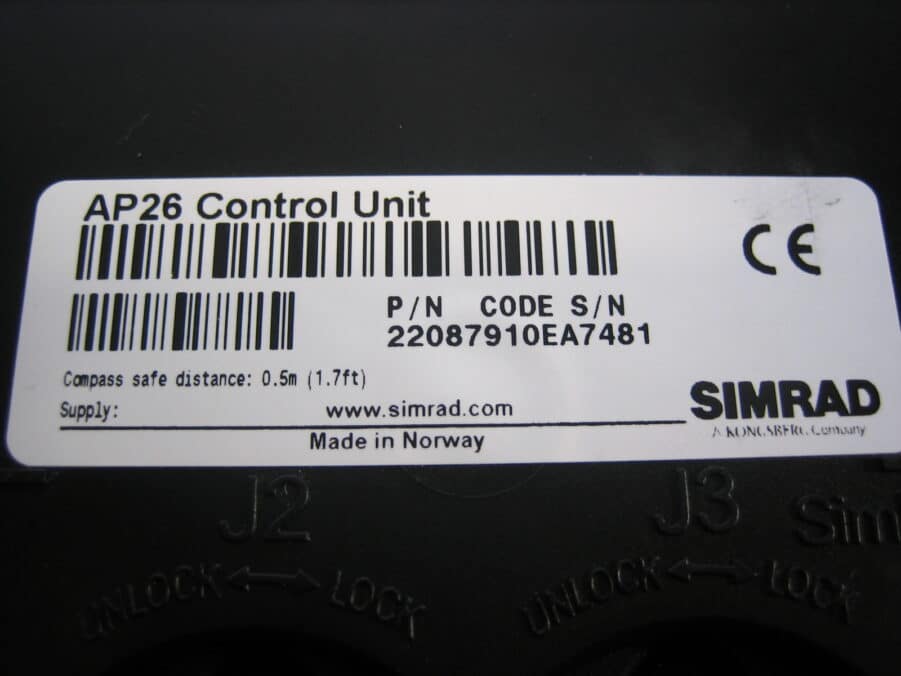 AP26 Control Unit
CE
P/N CODE S/N
22087910EA7481
Compass safe distance: 0.5m (1.7ft)
Supply:
www.simrad.com
SIMRAD
A KONGSBERG Company
Made in Norway
J2
J3
Sim
UNLOCK LOCK
UNLOCK LOCK